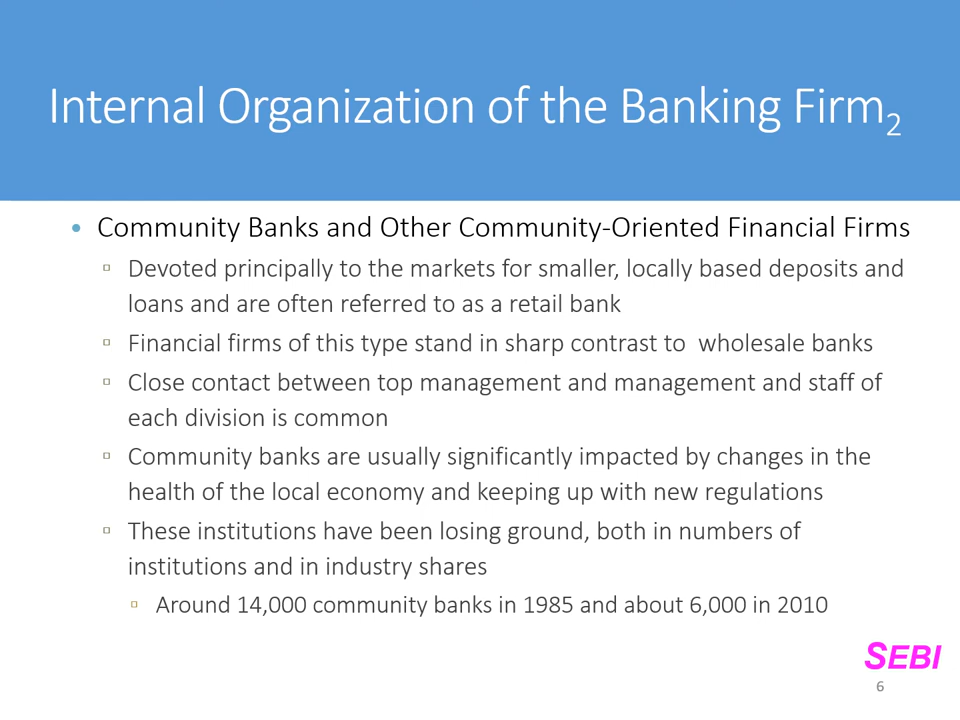 Internal Organization of the Banking Firm2
• Community Banks and Other Community-Oriented Financial Firms
▫ Devoted principally to the markets for smaller, locally based deposits and
loans and are often referred to as a retail bank
▫ Financial firms of this type stand in sharp contrast to  wholesale banks
▫ Close contact between top management and management and staff of
each division is common
▫ Community banks are usually significantly impacted by changes in the
health of the local economy and keeping up with new regulations
▫ These institutions have been losing ground, both in numbers of
institutions and in industry shares
▫ Around 14,000 community banks in 1985 and about 6,000 in 2010
SEBI
6